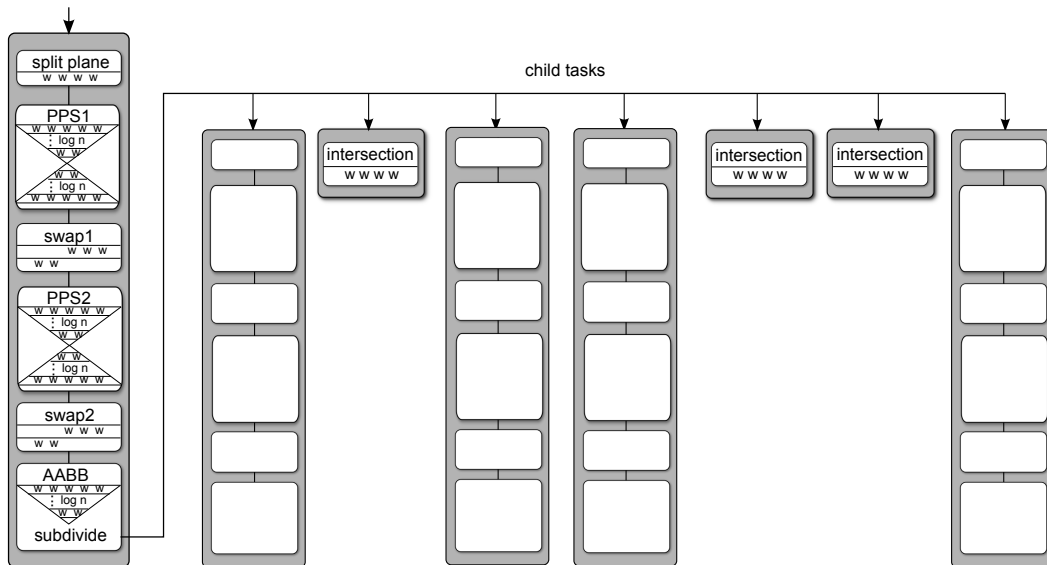 split plane
w w w w
PPS1
w w w w w
log n
w w
w w
log n
w w w w w
swap1
w w w
w w
PPS2
w w w w w
log n
w w
w w
log n
w w w w w
swap2
w w w
w w
AABB
w w w w w
log n
w w
subdivide
child tasks
intersection
w w w w
intersection
w w w w
intersection
w w w w